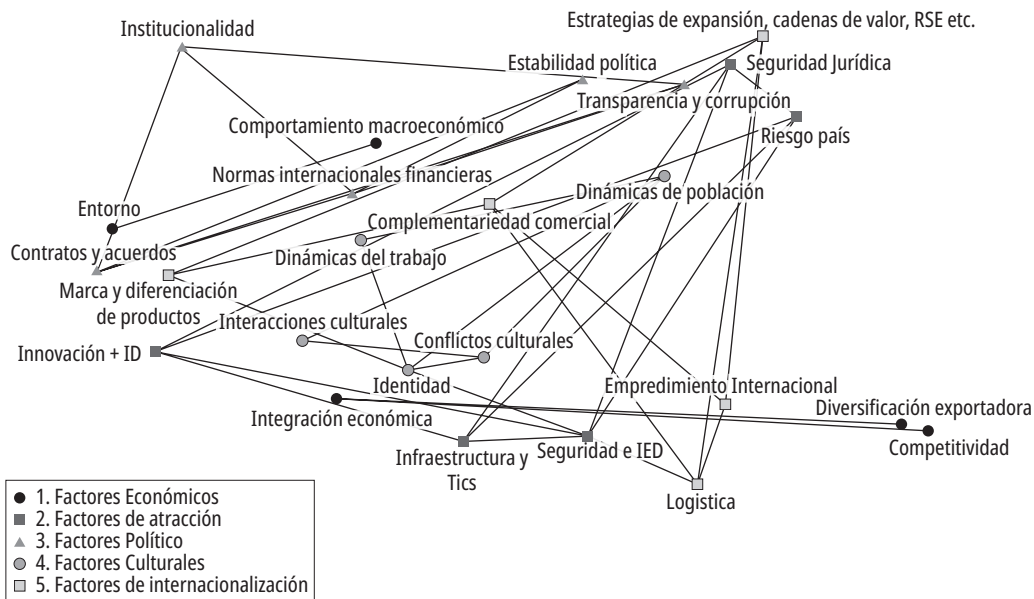 Estrategias de expansión, cadenas de valor, RSE etc.
Institucionalidad
Estabilidad política
Seguridad Jurídica
Transparencia y corrupción
Comportamiento macroeconómico
Riesgo país
Normas internacionales financieras
Dinámicas de población
Entorno
Complementariedad comercial
Contratos y acuerdos
Dinámicas del trabajo
Marca y diferenciación
de productos
Interacciones culturales
Conflictos culturales
Innovación + ID
Identidad
Empredimiento Internacional
Diversificación exportadora
Integración económica
Competitividad
Infraestructura y
Tics
Seguridad e IED
Logistica
1. Factores Económicos
2. Factores de atracción
3. Factores Político
4. Factores Culturales
5. Factores de internacionalización